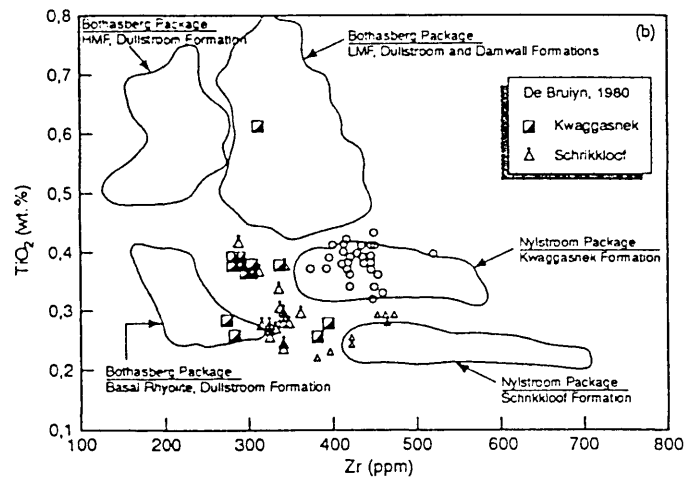 Bothasberg Package
HMF, Dullstroom Formation
Bothasberg Package
LMF, Dullstroom and Damwall Formations
(b)
De Bruiyn, 1980
Kwaggasnek
Schrikkloof
Nylstroom Package
Kwaggasnek Formation
Bothasberg Package
Basal Rhyolite, Dullstroom Formation
Nylstroom Package
Schrikkloof Formation
TiO₂ (wt.%)
0,8
0,7
0,6
0,5
0,4
0,3
0,2
0,1
100 200 300 400 500 600 700 800
Zr (ppm)